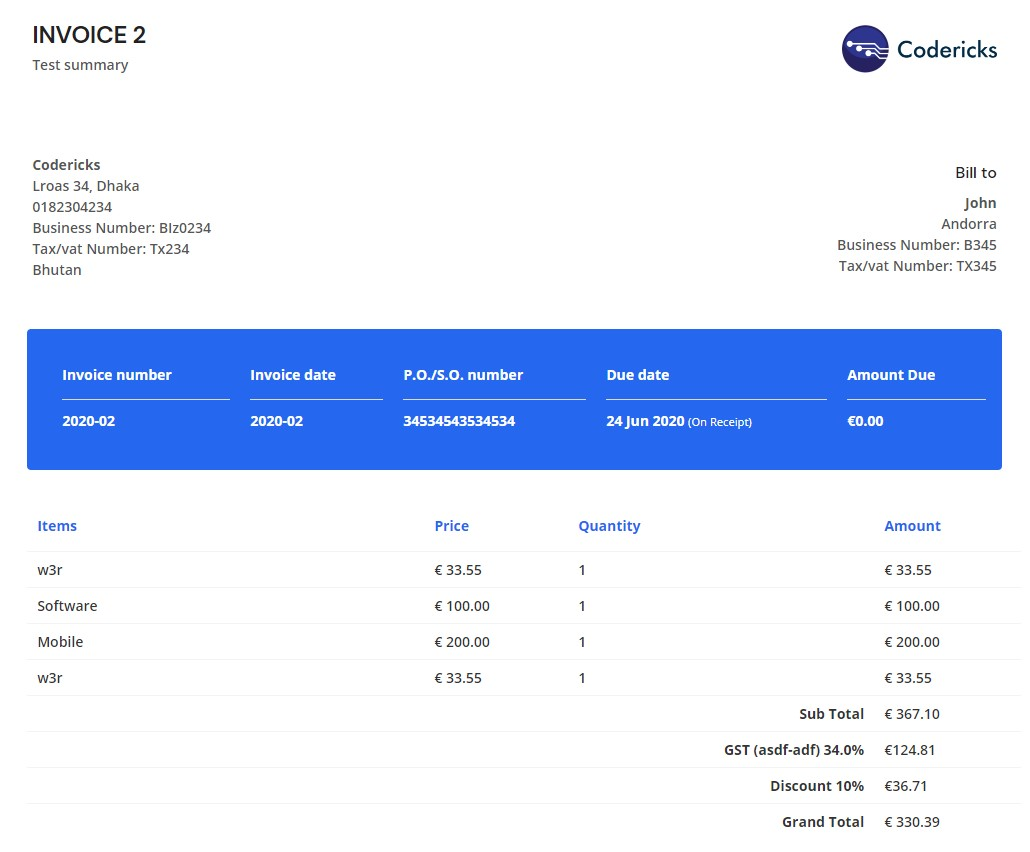 INVOICE 2
Test summary
Codericks
Codericks
Lroas 34, Dhaka
0182304234
Business Number: BIz0234
Tax/vat Number: Tx234
Bhutan
Bill to
John
Andorra
Business Number: B345
Tax/vat Number: TX345
Invoice number Invoice date P.O./S.O. number Due date Amount Due
2020-02 2020-02 34534543534534 24 Jun 2020 (On Receipt) €0.00
Items Price Quantity Amount
w3r € 33.55 1 € 33.55
Software € 100.00 1 € 100.00
Mobile € 200.00 1 € 200.00
w3r € 33.55 1 € 33.55
Sub Total € 367.10
GST (asdf-adf) 34.0% €124.81
Discount 10% €36.71
Grand Total € 330.39